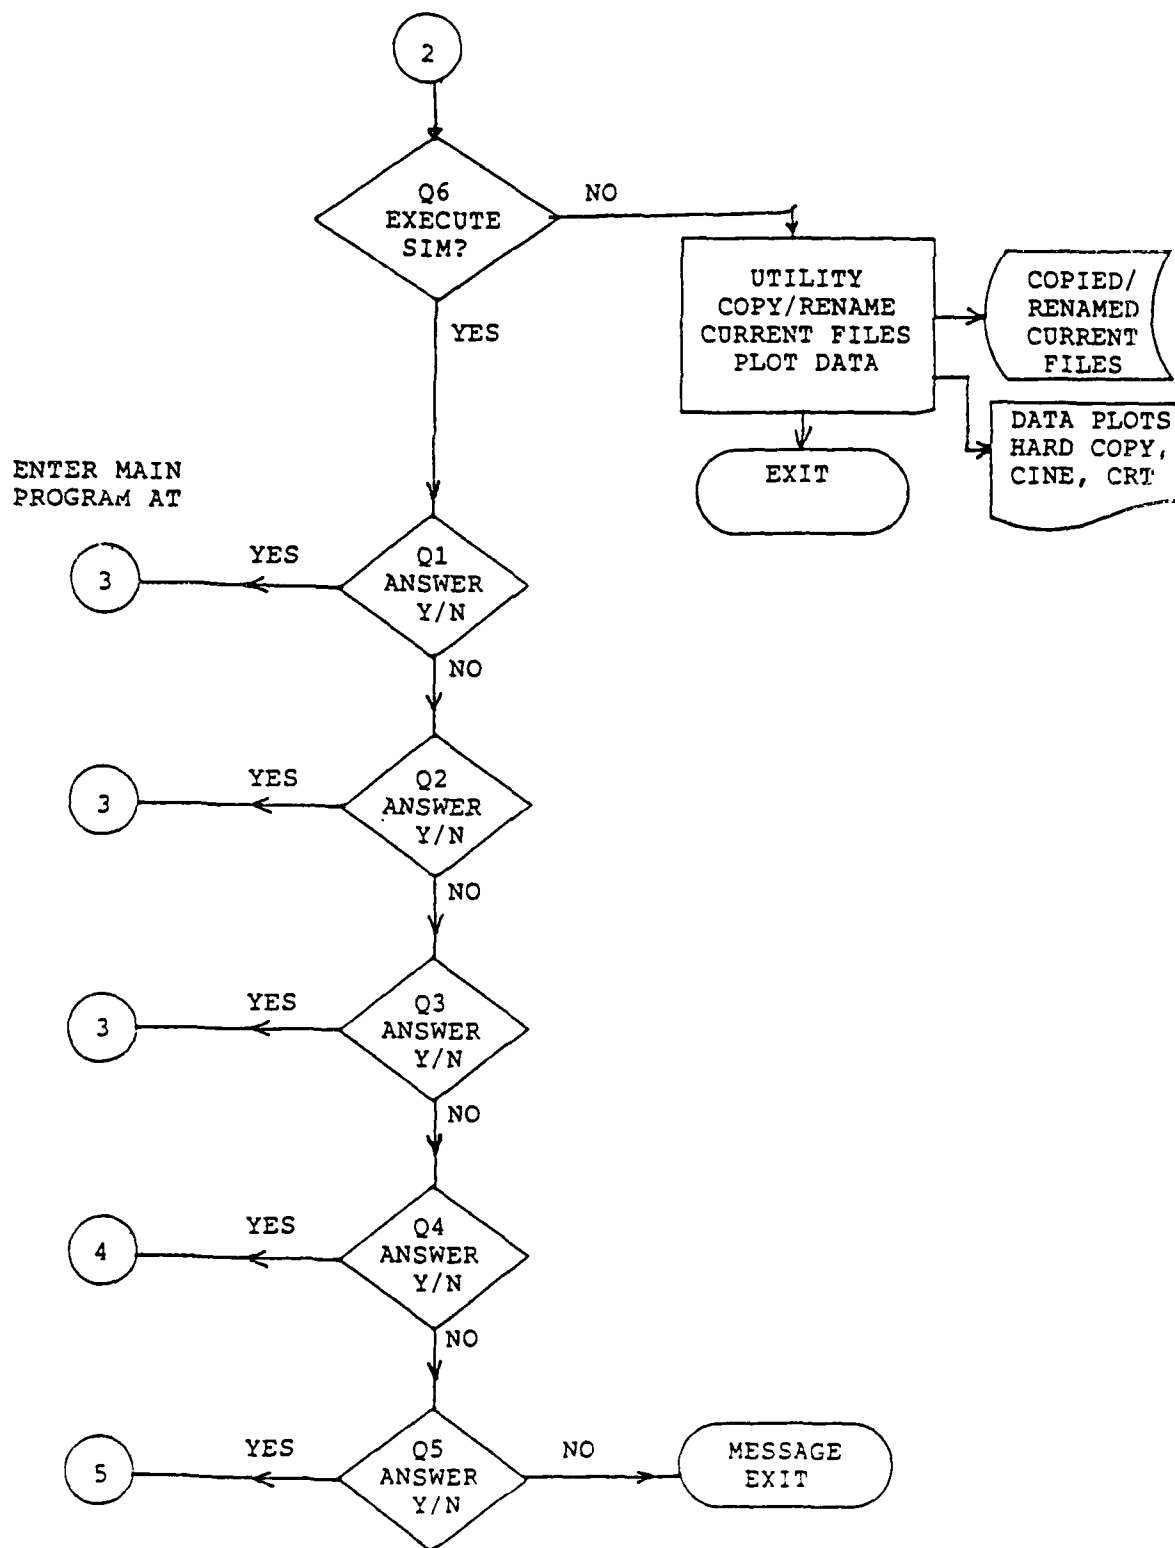 2
Q6
EXECUTE
SIM?
NO
YES
UTILITY
COPY/RENAME
CURRENT FILES
PLOT DATA
COPIED/
RENAMED
CURRENT
FILES
DATA PLOTS
HARD COPY,
CINE, CRT
EXIT
ENTER MAIN
PROGRAM AT
3
YES
Q1
ANSWER
Y/N
NO
3
YES
Q2
ANSWER
Y/N
NO
3
YES
Q3
ANSWER
Y/N
NO
4
YES
Q4
ANSWER
Y/N
NO
5
YES
Q5
ANSWER
Y/N
NO
MESSAGE
EXIT